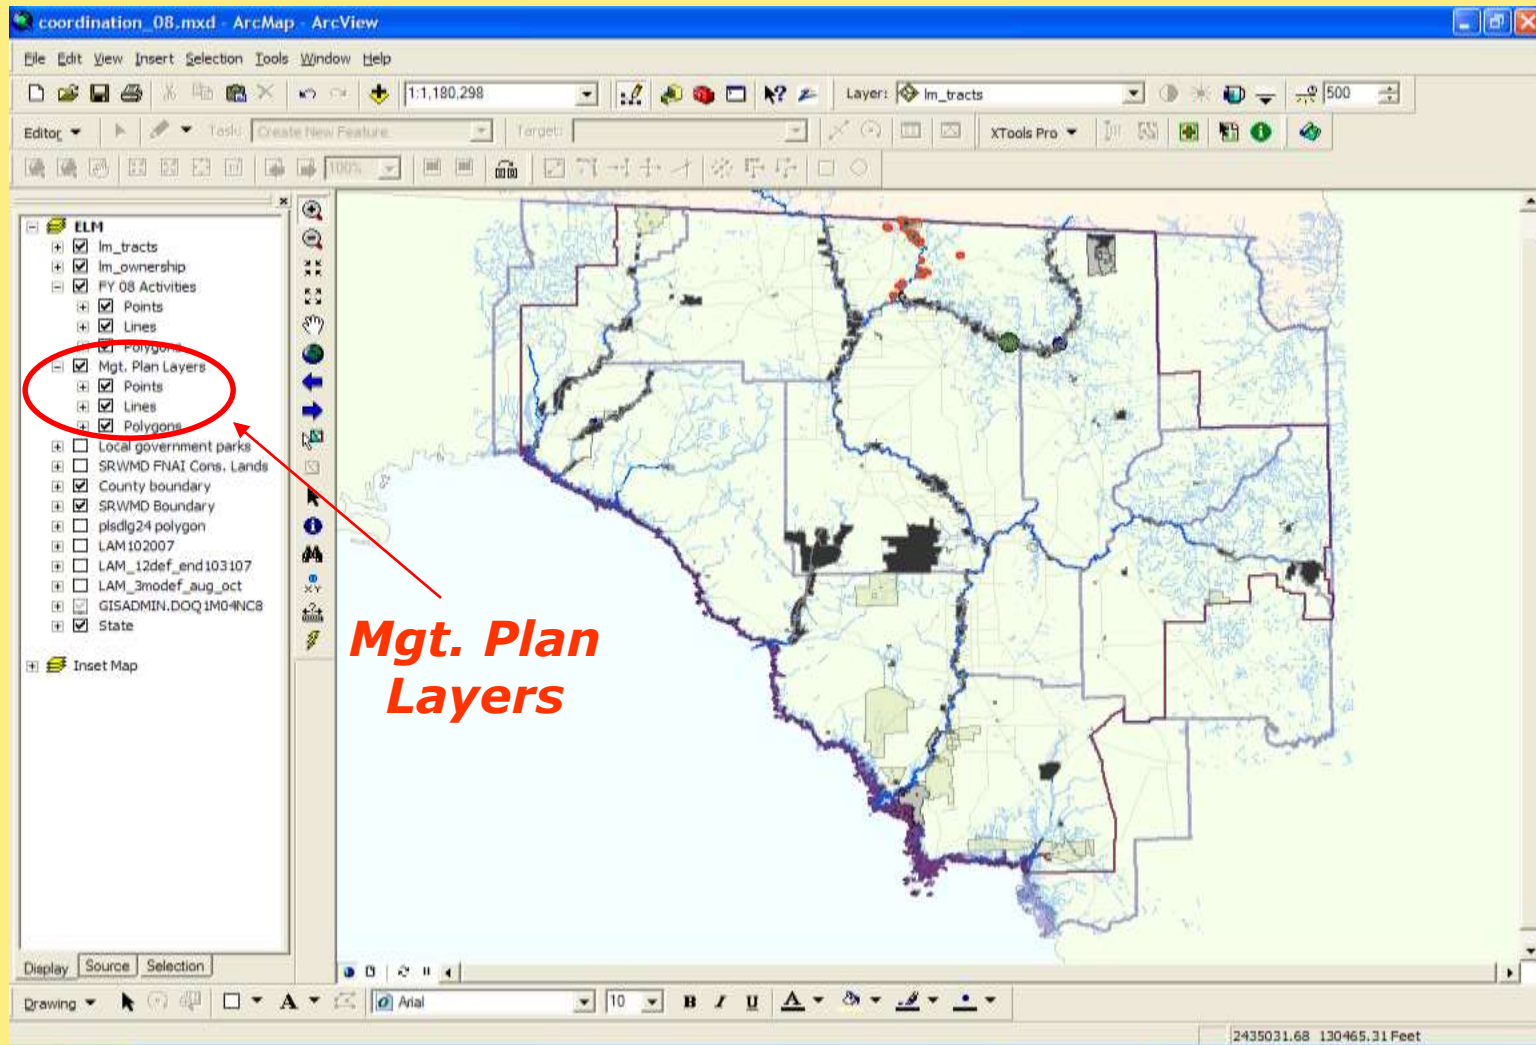 coordination_08.mxd - ArcMap - ArcView
File Edit View Insert Selection Tools Window Help
1:1,180,298
Layer: lm_tracts
500
Editor
Task: Create New Feature
Target:
XTools Pro
100%
ELM
lm_tracts
lm_ownership
FY 08 Activities
Points
Lines
Polygons
Mgt. Plan Layers
Points
Lines
Polygons
Local government parks
SRWMD FNAI Cons. Lands
County boundary
SRWMD Boundary
plsdlg24 polygon
LAM102007
LAM_12def_end103107
LAM_3modef_aug_oct
GISADMIN.DOQ1M04NC8
State
Inset Map
Mgt. Plan
Layers
Display Source Selection
Drawing
A
Arial
10
B I U A
2435031.68 130465.31 Feet